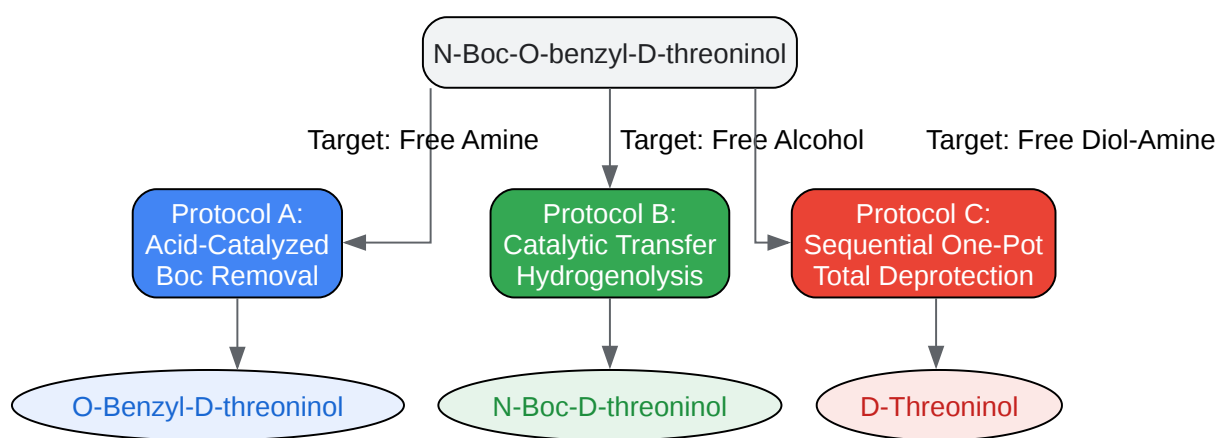 N-Boc-O-benzyl-D-threoninol
Target: Free Amine
Target: Free Alcohol
Target: Free Diol-Amine
Protocol A:
Acid-Catalyzed
Boc Removal
Protocol B:
Catalytic Transfer
Hydrogenolysis
Protocol C:
Sequential One-Pot
Total Deprotection
O-Benzyl-D-threoninol
N-Boc-D-threoninol
D-Threoninol